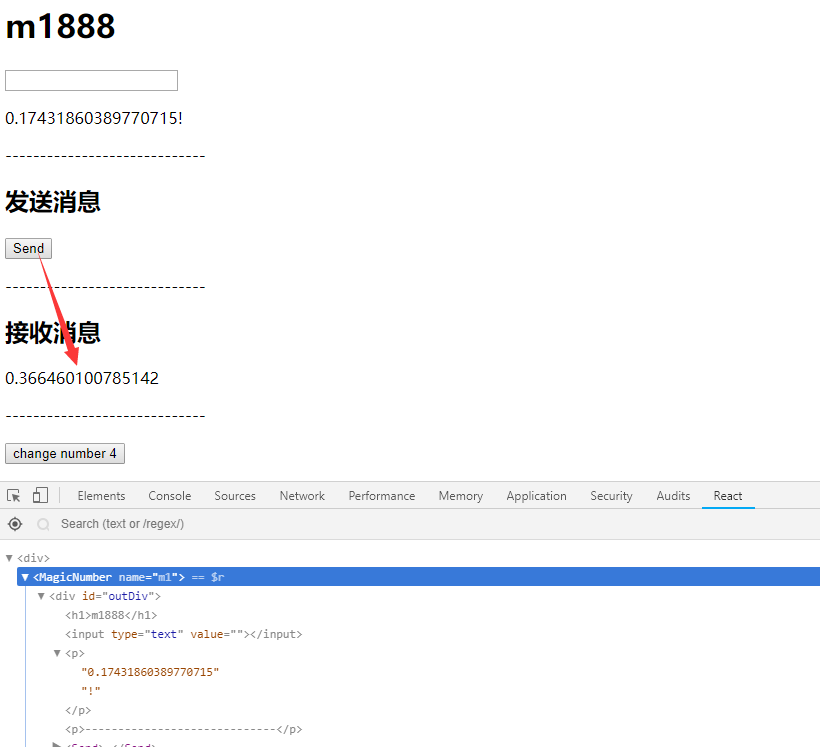 m1888
0.17431860389770715!
-----------------------------
发送消息
Send
-----------------------------
接收消息
0.366460100785142
-----------------------------
change number 4
Elements Console Sources Network Performance Memory Application Security Audits React
Search (text or /regex/)
▼<div>
▼<MagicNumber name="m1"> == $r
▼<div id="outDiv">
<h1>m1888</h1>
<input type="text" value=""></input>
▼<p>
"0.17431860389770715"
"!"
</p>
<p>-----------------------------</p>